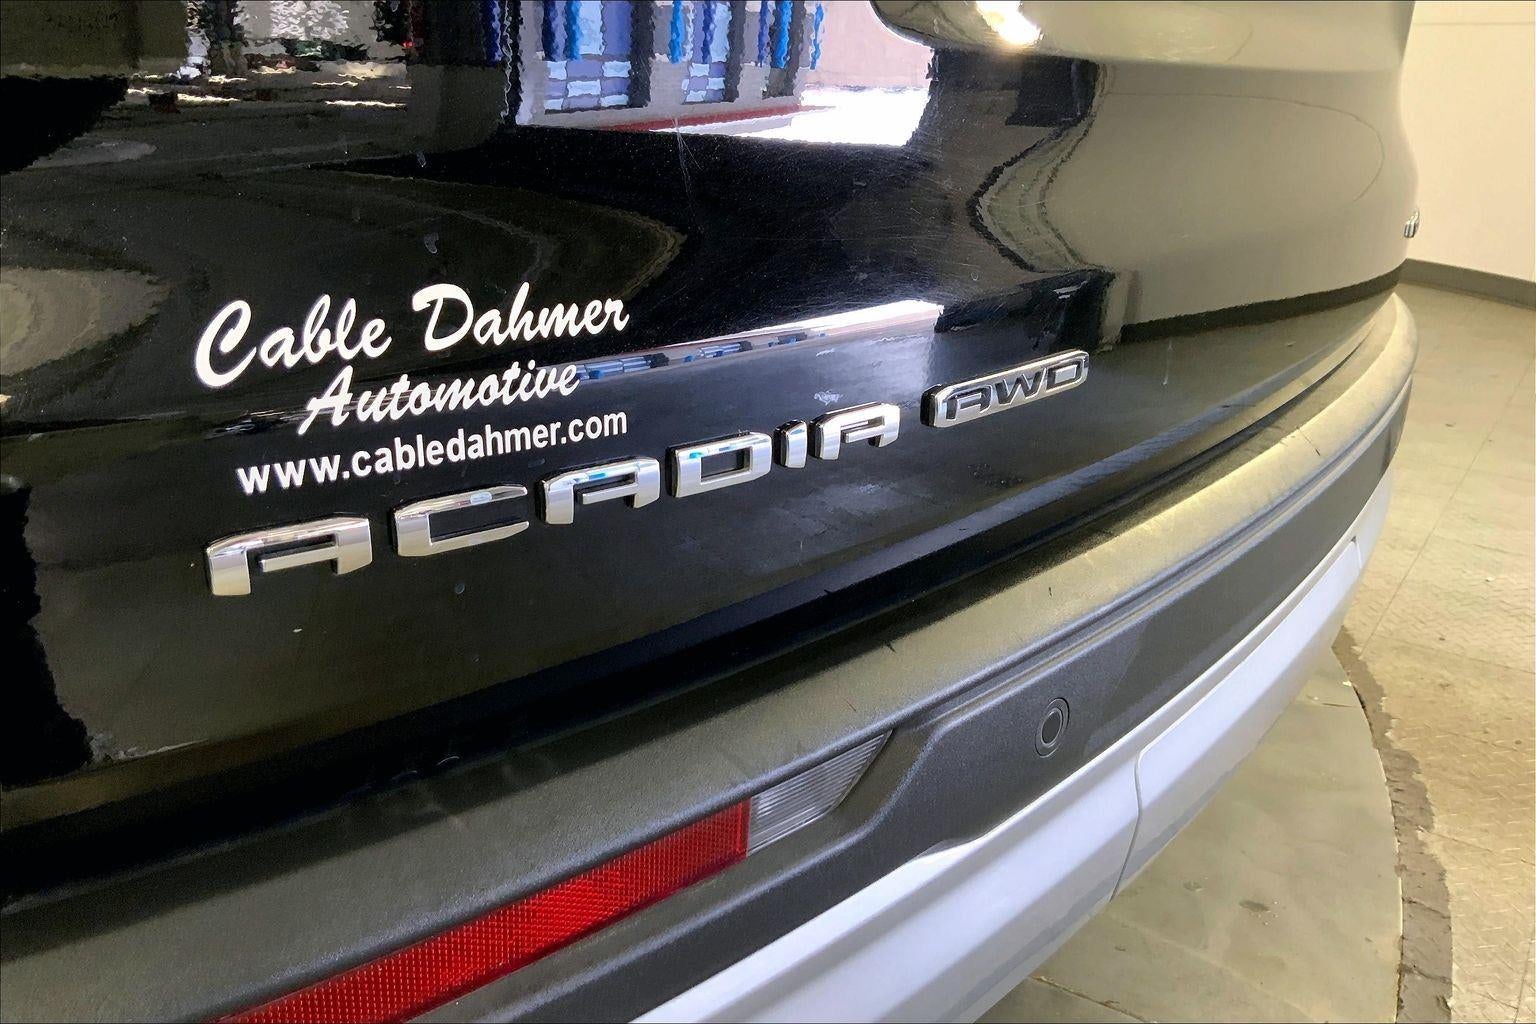 Cable Dahmer
Automotive
www.cabledahmer.com
ACADIA AWD